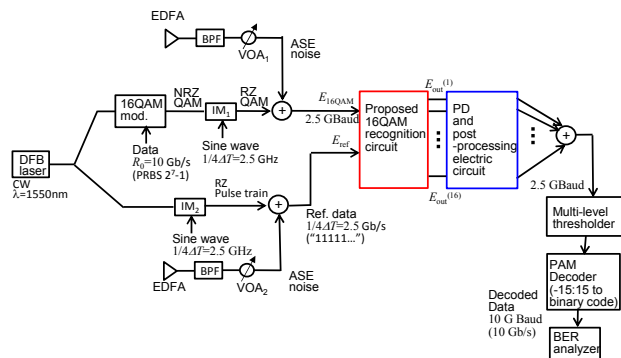 EDFA
BPF
VOA1
ASE
noise
16QAM
mod.
NRZ
QAM
IM1
RZ
QAM
+
E16QAM
2.5 GBaud
Eref
Proposed
16QAM
recognition
circuit
Eout(1)
Eout(16)
PD
and
post
-processing
electric
circuit
+
2.5 GBaud
Data
R0=10 Gb/s
(PRBS 2^7-1)
Sine wave
1/4ΔT=2.5 GHz
DFB
laser
CW
λ=1550nm
IM2
RZ
Pulse train
+
Ref. data
1/4ΔT=2.5 Gb/s
("11111...")
Sine wave
1/4ΔT=2.5 GHz
EDFA
BPF
VOA2
ASE
noise
Multi-level
thresholder
PAM
Decoder
(-15:15 to
binary code)
Decoded
Data
10 G Baud
(10 Gb/s)
BER
analyzer